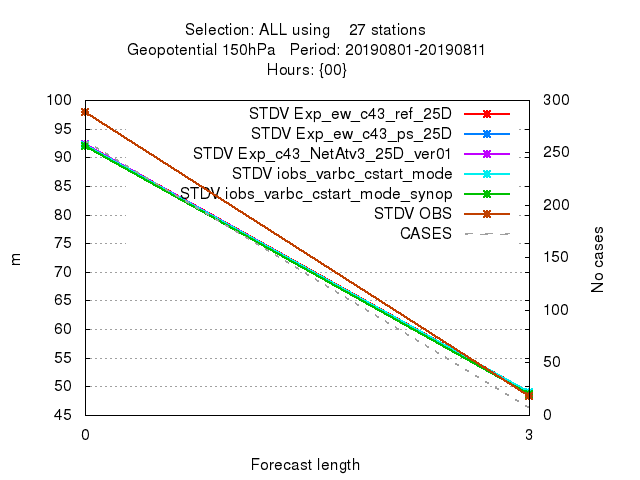 Selection: ALL using    27 stations
Geopotential 150hPa   Period: 20190801-20190811
Hours: {00}
100
95
90
85
80
75
70
65
60
55
50
45
300
250
200
150
100
50
0
STDV Exp_ew_c43_ref_25D
STDV Exp_ew_c43_ps_25D
STDV Exp_c43_NetAtv3_25D_ver01
STDV iobs_varbc_cstart_mode
STDV iobs_varbc_cstart_mode_synop
STDV OBS
CASES
m
No cases
0
3
Forecast length